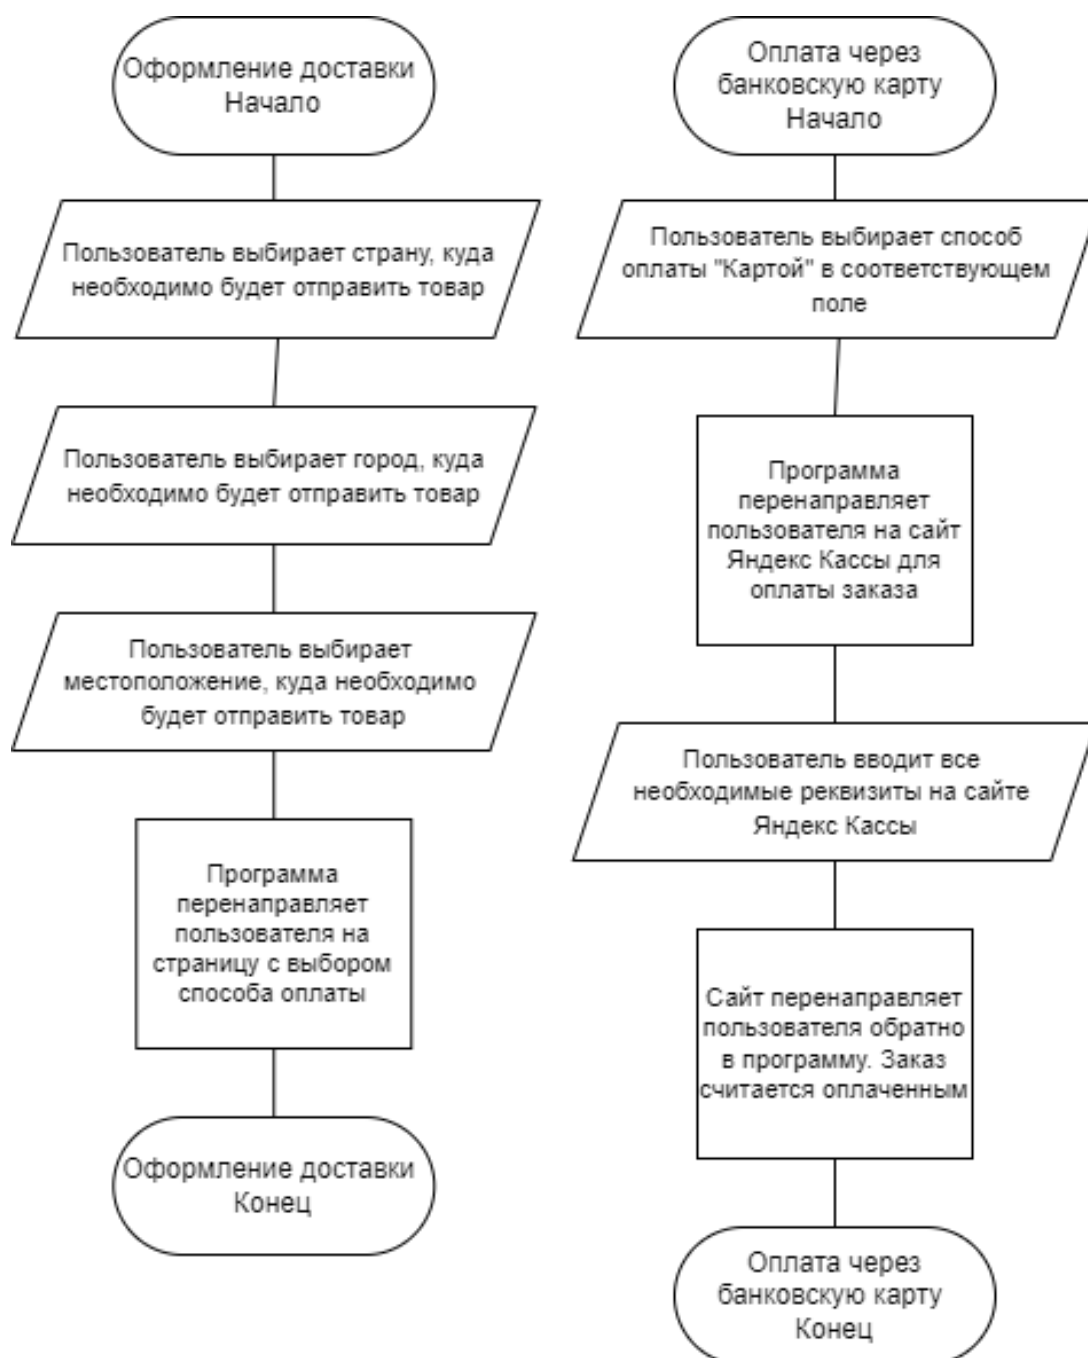 Оформление доставки
Начало
Пользователь выбирает страну, куда
необходимо будет отправить товар
Пользователь выбирает город, куда
необходимо будет отправить товар
Пользователь выбирает
местоположение, куда необходимо
будет отправить товар
Программа
перенаправляет
пользователя на
страницу с выбором
способа оплаты
Оформление доставки
Конец
Оплата через
банковскую карту
Начало
Пользователь выбирает способ
оплаты "Картой" в соответствующем
поле
Программа
перенаправляет
пользователя на сайт
Яндекс Кассы для
оплаты заказа
Пользователь вводит все
необходимые реквизиты на сайте
Яндекс Кассы
Сайт перенаправляет
пользователя обратно
в программу. Заказ
считается оплаченным
Оплата через
банковскую карту
Конец